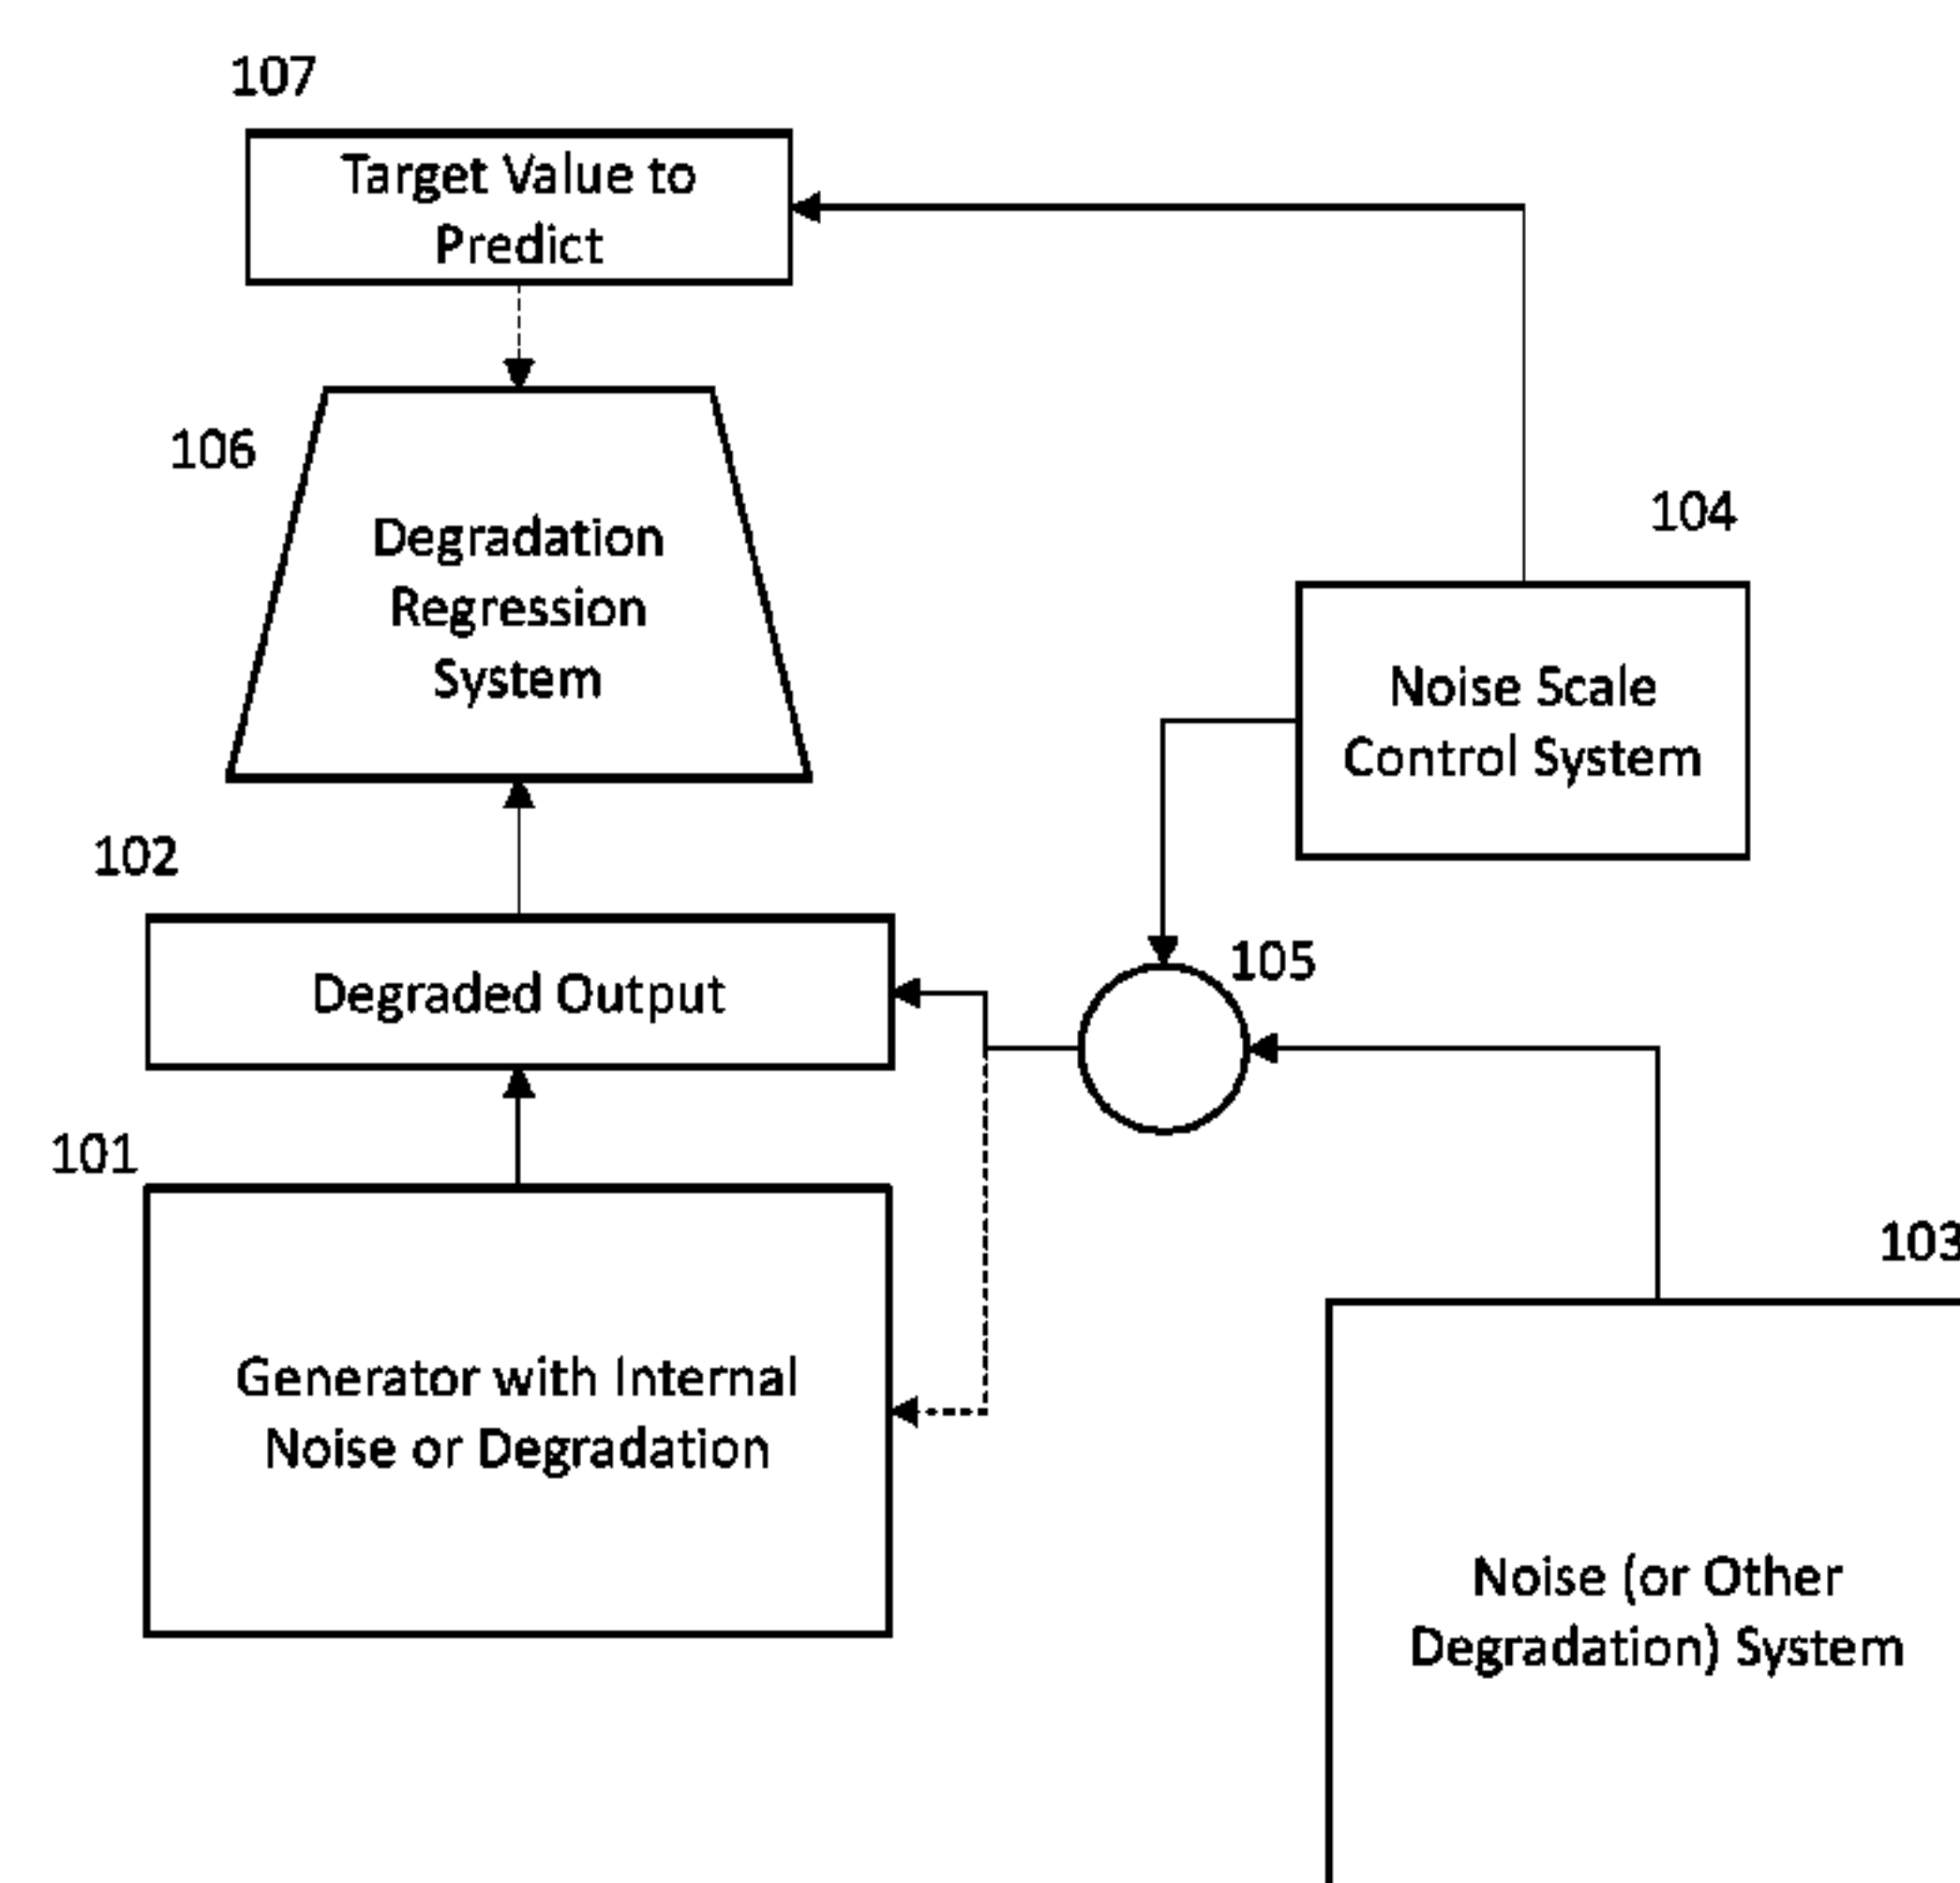 107
Target Value to
Predict
106
Degradation
Regression
System
104
Noise Scale
Control System
102
Degraded Output
105
101
Generator with Internal
Noise or Degradation
103
Noise (or Other
Degradation) System